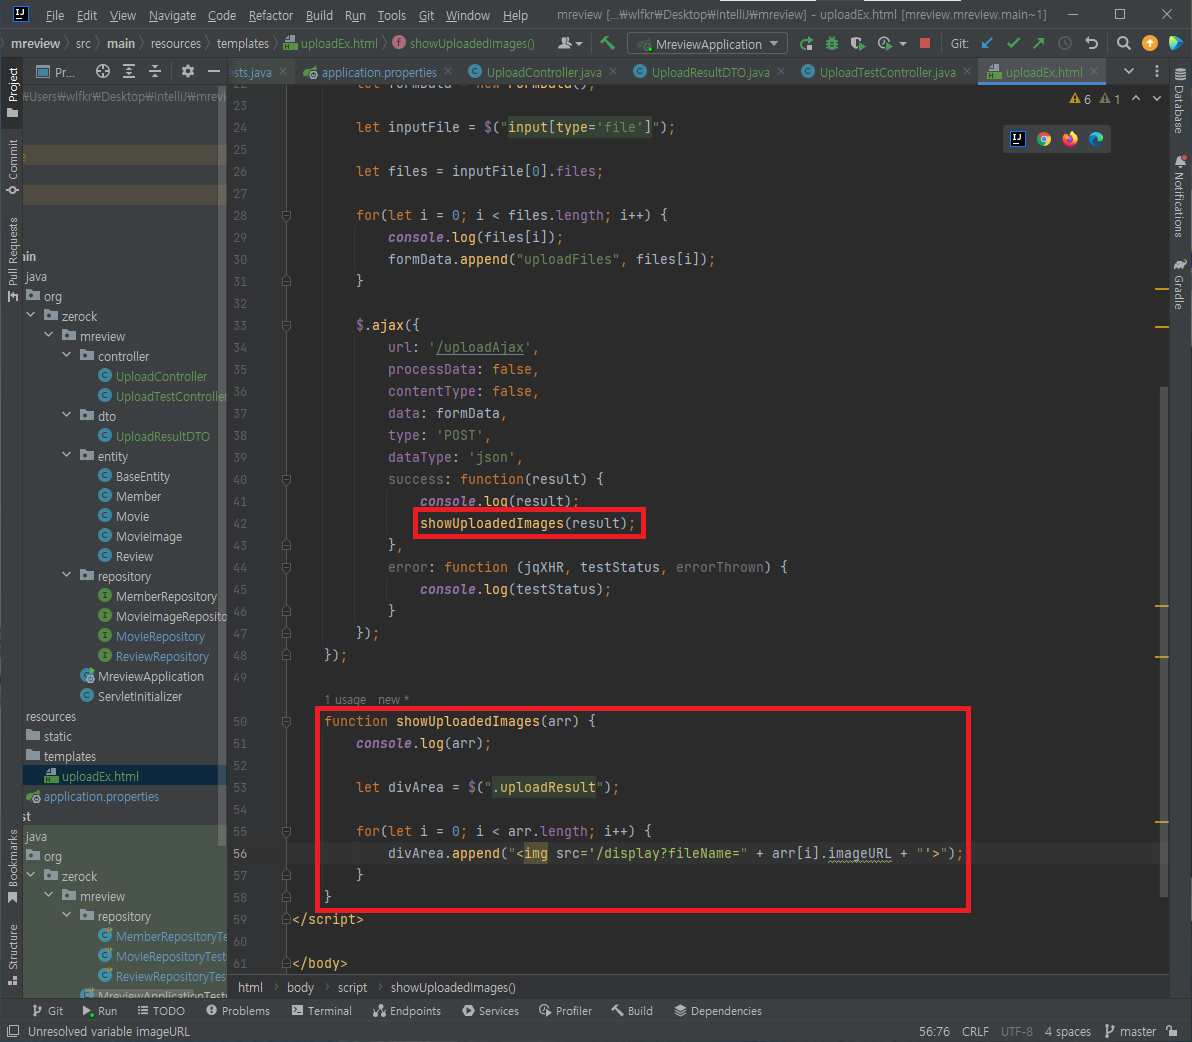 File Edit View Navigate Code Refactor Build Run Tools Git Window Help mreview [...₩wlfkr₩Desktop₩IntelliJ₩mreview] - uploadEx.html [mreview.mreview.main~1]
mreview src main resources templates uploadEx.html showUploadedImages() MreviewApplication Git:
Project
Pr...
ests.java application.properties UploadController.java UploadResultDTO.java UploadTestController.java uploadEx.html
₩Users₩wlfkr₩Desktop₩IntelliJ₩mrevi
6 1
Commit
Pull Requests
ain
java
org
zerock
mreview
controller
UploadController
UploadTestController
dto
UploadResultDTO
entity
BaseEntity
Member
Movie
MovieImage
Review
repository
MemberRepository
MovieImageReposito
MovieRepository
ReviewRepository
MreviewApplication
ServletInitializer
resources
static
templates
uploadEx.html
application.properties
st
java
org
zerock
mreview
repository
MemberRepositoryTe
MovieRepositoryTest
ReviewRepositoryTes
MreviewApplicationTests
Bookmarks
Structure
22 let formData = new FormData();
23
24 let inputFile = $("input[type='file']");
25
26 let files = inputFile[0].files;
27
28 for(let i = 0; i < files.length; i++) {
29 console.log(files[i]);
30 formData.append("uploadFiles", files[i]);
31 }
32
33 $.ajax({
34 url: '/uploadAjax',
35 processData: false,
36 contentType: false,
37 data: formData,
38 type: 'POST',
39 dataType: 'json',
40 success: function(result) {
41 console.log(result);
42 showUploadedImages(result);
43 },
44 error: function (jqXHR, testStatus, errorThrown) {
45 console.log(testStatus);
46 }
47 });
48 });
49
1 usage new *
50 function showUploadedImages(arr) {
51 console.log(arr);
52
53 let divArea = $(".uploadResult");
54
55 for(let i = 0; i < arr.length; i++) {
56 divArea.append("<img src='/display?fileName=" + arr[i].imageURL + "'>");
57 }
58 }
59 </script>
60
61 </body>
Database
Notifications
Gradle
html body script showUploadedImages()
Git Run TODO Problems Terminal Endpoints Services Profiler Build Dependencies
Unresolved variable imageURL 56:76 CRLF UTF-8 4 spaces master